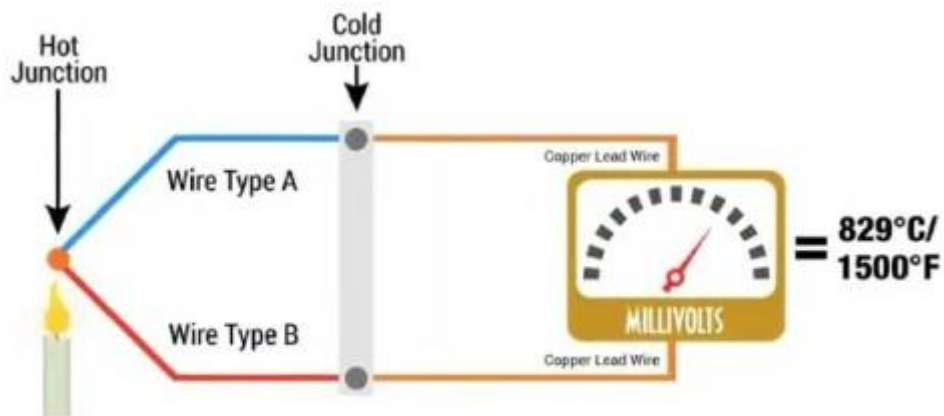 Hot
Junction
Cold
Junction
Copper Lead Wire
Wire Type A
829°C/
= 1500°F
MILLIVOLTS
Wire Type B
Copper Lead Wire